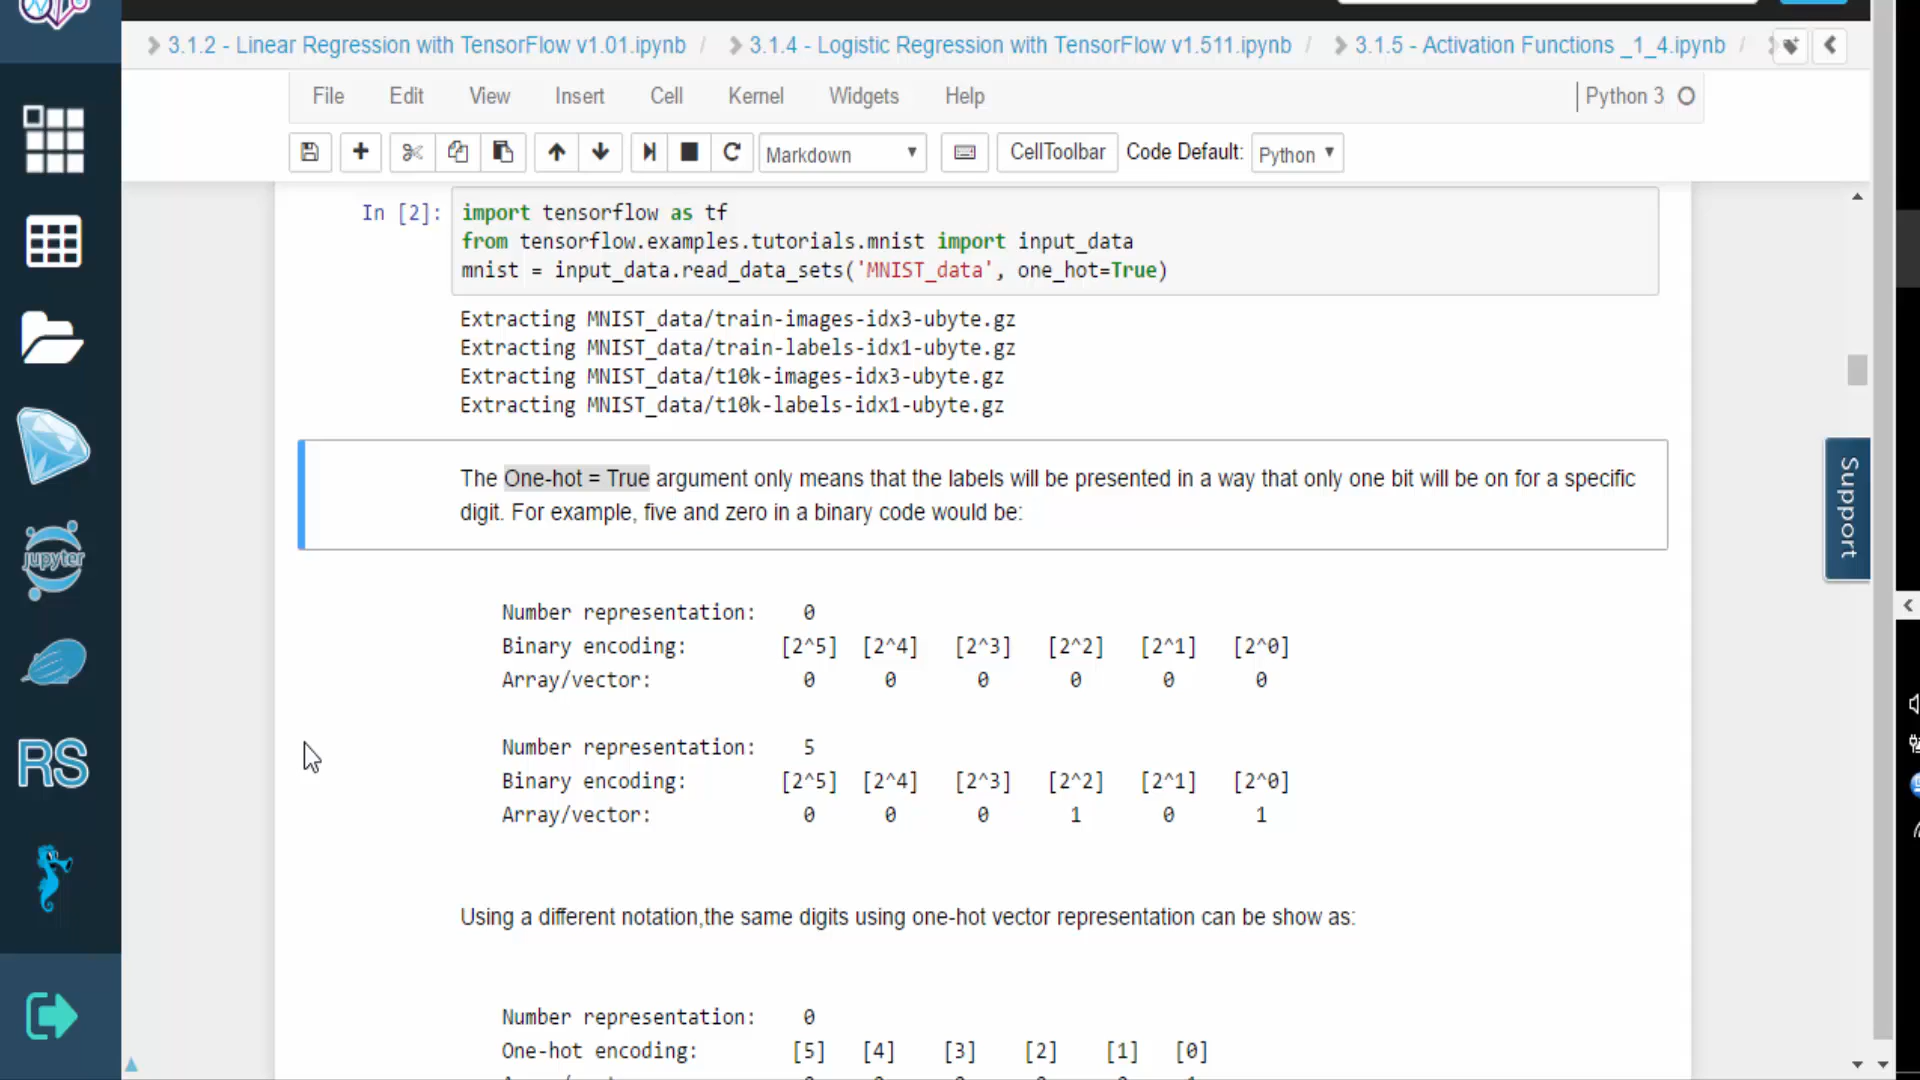 3.1.2 - Linear Regression with TensorFlow v1.01.ipynb / 3.1.4 - Logistic Regression with TensorFlow v1.511.ipynb / 3.1.5 - Activation Functions _1_4.ipynb /
File Edit View Insert Cell Kernel Widgets Help Python 3
Markdown CellToolbar Code Default: Python
In [2]: import tensorflow as tf
from tensorflow.examples.tutorials.mnist import input_data
mnist = input_data.read_data_sets('MNIST_data', one_hot=True)
Extracting MNIST_data/train-images-idx3-ubyte.gz
Extracting MNIST_data/train-labels-idx1-ubyte.gz
Extracting MNIST_data/t10k-images-idx3-ubyte.gz
Extracting MNIST_data/t10k-labels-idx1-ubyte.gz
The One-hot = True argument only means that the labels will be presented in a way that only one bit will be on for a specific
digit. For example, five and zero in a binary code would be:
Support
jupyter
Number representation: 0
Binary encoding: [2^5] [2^4] [2^3] [2^2] [2^1] [2^0]
Array/vector: 0 0 0 0 0 0
RS
Number representation: 5
Binary encoding: [2^5] [2^4] [2^3] [2^2] [2^1] [2^0]
Array/vector: 0 0 0 1 0 1
Using a different notation,the same digits using one-hot vector representation can be show as:
Number representation: 0
One-hot encoding: [5] [4] [3] [2] [1] [0]